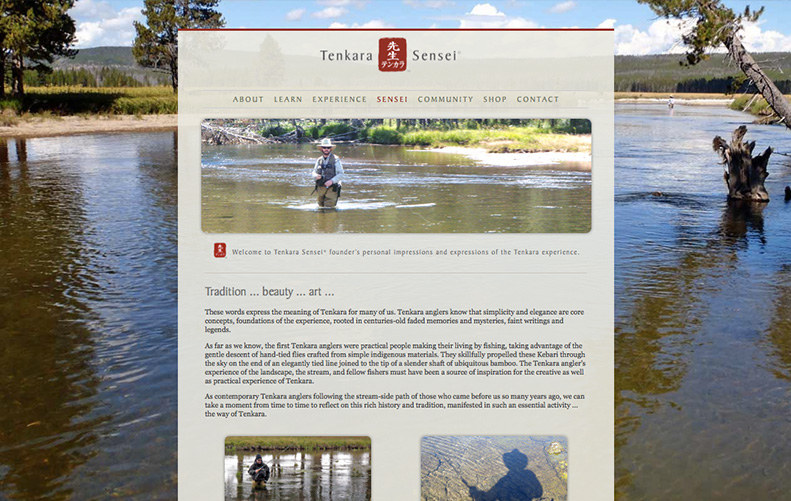 Tenkara 先生 テンカラ Sensei®
ABOUT LEARN EXPERIENCE SENSEI COMMUNITY SHOP CONTACT
先生 Welcome to Tenkara Sensei® founder's personal impressions and expressions of the Tenkara experience.
Tradition ... beauty ... art ...
These words express the meaning of Tenkara for many of us. Tenkara anglers know that simplicity and elegance are core
concepts, foundations of the experience, rooted in centuries-old faded memories and mysteries, faint writings and
legends.
As far as we know, the first Tenkara anglers were practical people making their living by fishing, taking advantage of the
gentle descent of hand-tied flies crafted from simple indigenous materials. They skillfully propelled these Kebari through
the sky on the end of an elegantly tied line joined to the tip of a slender shaft of ubiquitous bamboo. The Tenkara angler's
experience of the landscape, the stream, and fellow fishers must have been a source of inspiration for the creative as well
as practical experience of Tenkara.
As contemporary Tenkara anglers following the stream-side path of those who came before us so many years ago, we can
take a moment from time to time to reflect on this rich history and tradition, manifested in such an essential activity ...
the way of Tenkara.